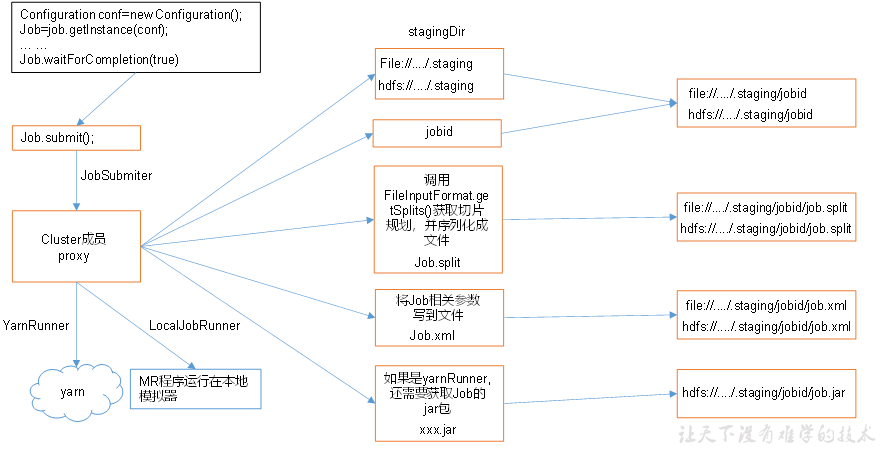 Configuration conf=new Configuration();
Job=job.getInstance(conf);
... ...
Job.waitForCompletion(true)
Job.submit();
JobSubmiter
Cluster成员
proxy
YarnRunner
LocalJobRunner
yarn
MR程序运行在本地
模拟器
stagingDir
File://..../.staging
hdfs://..../.staging
jobid
调用
FileInputFormat.ge
tSplits()获取切片
规划，并序列化成
文件
Job.split
将Job相关参数
写到文件
Job.xml
如果是yarnRunner,
还需要获取Job的
jar包
xxx.jar
file://..../.staging/jobid
hdfs://..../.staging/jobid
file://..../.staging/jobid/job.split
hdfs://..../.staging/jobid/job.split
file://..../.staging/jobid/job.xml
hdfs://..../.staging/jobid/job.xml
hdfs://..../.staging/jobid/job.jar
让天下没有难学的技术